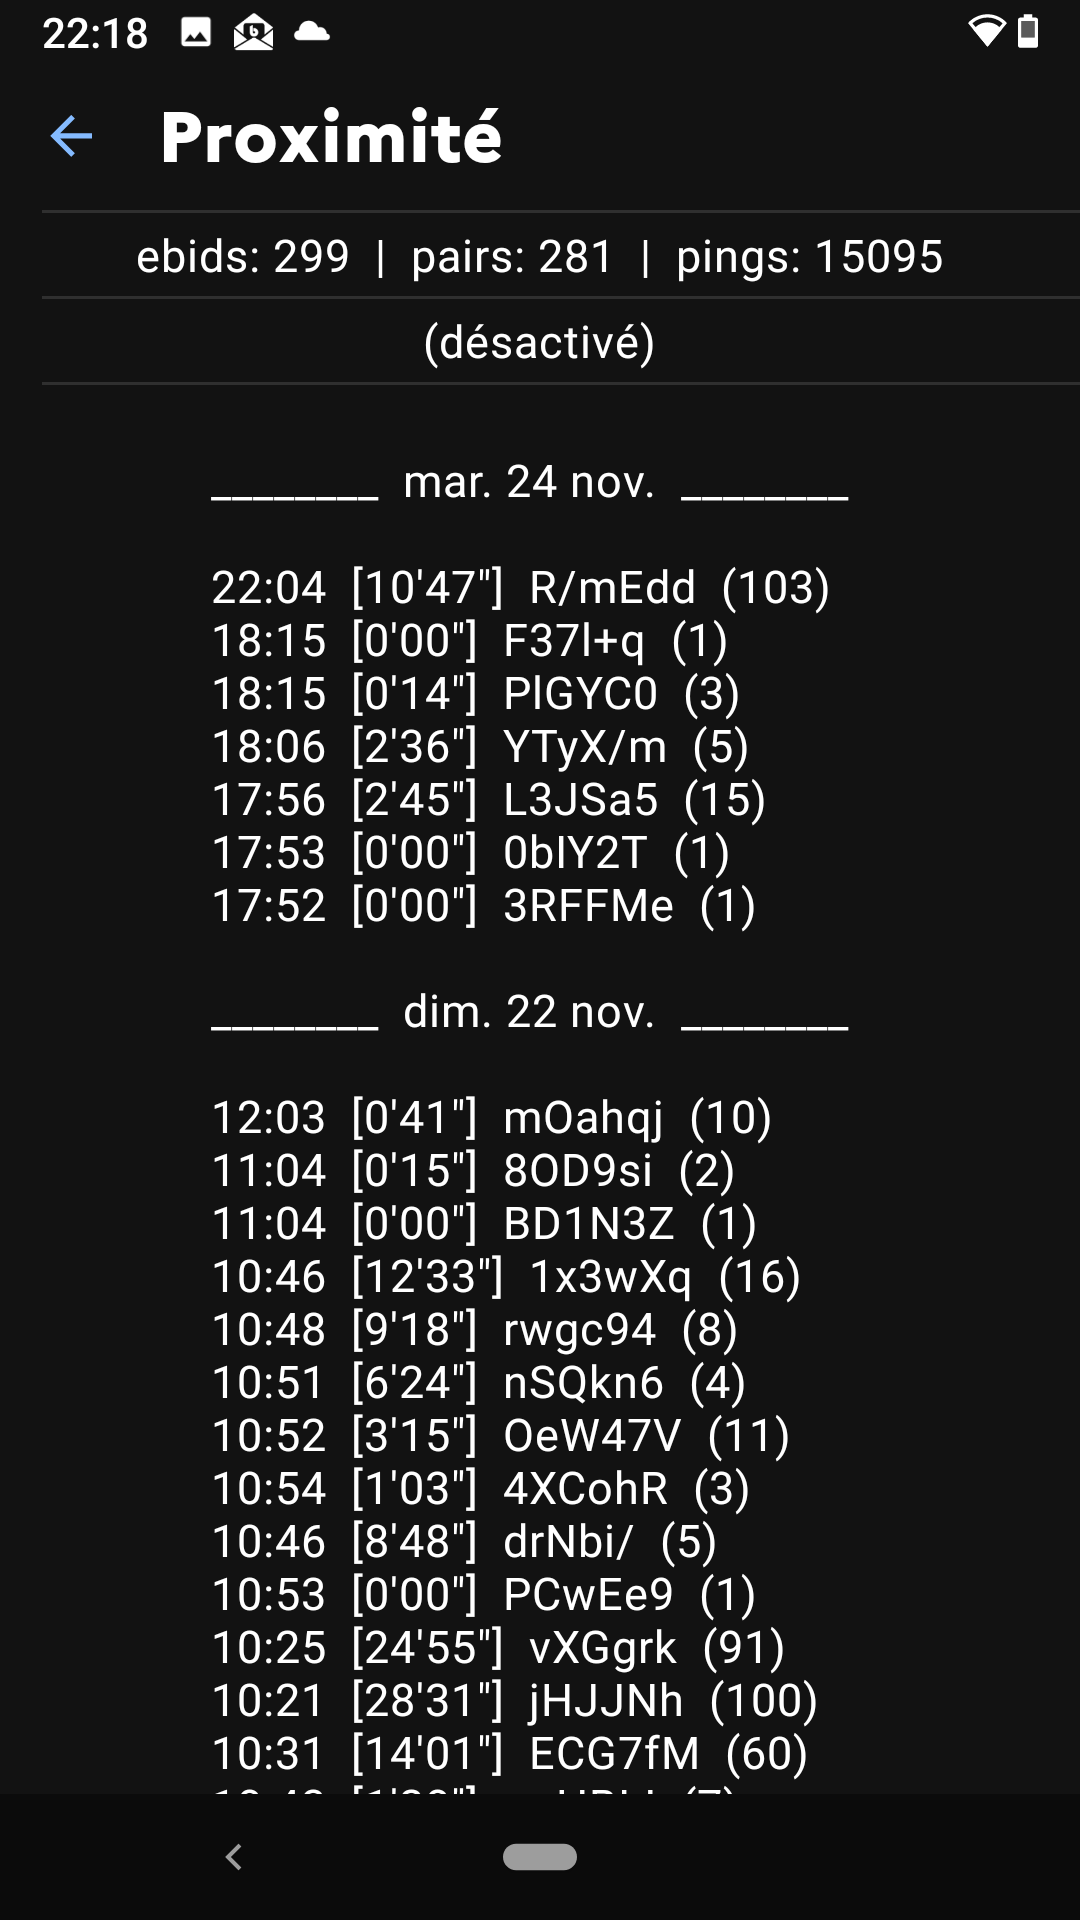 22:18
Proximité
ebids: 299 | pairs: 281 | pings: 15095
(désactivé)
________ mar. 24 nov. ________
22:04 [10'47"] R/mEdd (103)
18:15 [0'00"] F37l+q (1)
18:15 [0'14"] PlGYC0 (3)
18:06 [2'36"] YTyX/m (5)
17:56 [2'45"] L3JSa5 (15)
17:53 [0'00"] 0bIY2T (1)
17:52 [0'00"] 3RFFMe (1)
________ dim. 22 nov. ________
12:03 [0'41"] mOahqj (10)
11:04 [0'15"] 8OD9si (2)
11:04 [0'00"] BD1N3Z (1)
10:46 [12'33"] 1x3wXq (16)
10:48 [9'18"] rwgc94 (8)
10:51 [6'24"] nSQkn6 (4)
10:52 [3'15"] OeW47V (11)
10:54 [1'03"] 4XCohR (3)
10:46 [8'48"] drNbi/ (5)
10:53 [0'00"] PCwEe9 (1)
10:25 [24'55"] vXGgrk (91)
10:21 [28'31"] jHJJNh (100)
10:31 [14'01"] ECG7fM (60)